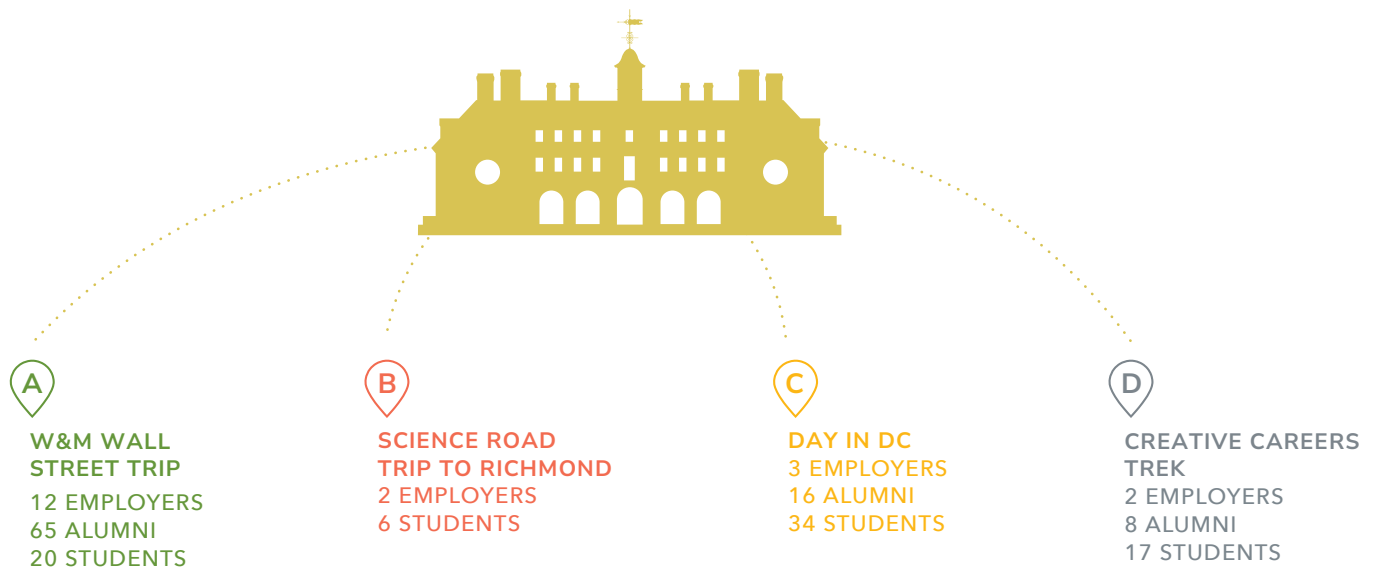 A
W&M WALL
STREET TRIP
12 EMPLOYERS
65 ALUMNI
20 STUDENTS
B
SCIENCE ROAD
TRIP TO RICHMOND
2 EMPLOYERS
6 STUDENTS
C
DAY IN DC
3 EMPLOYERS
16 ALUMNI
34 STUDENTS
D
CREATIVE CAREERS
TREK
2 EMPLOYERS
8 ALUMNI
17 STUDENTS